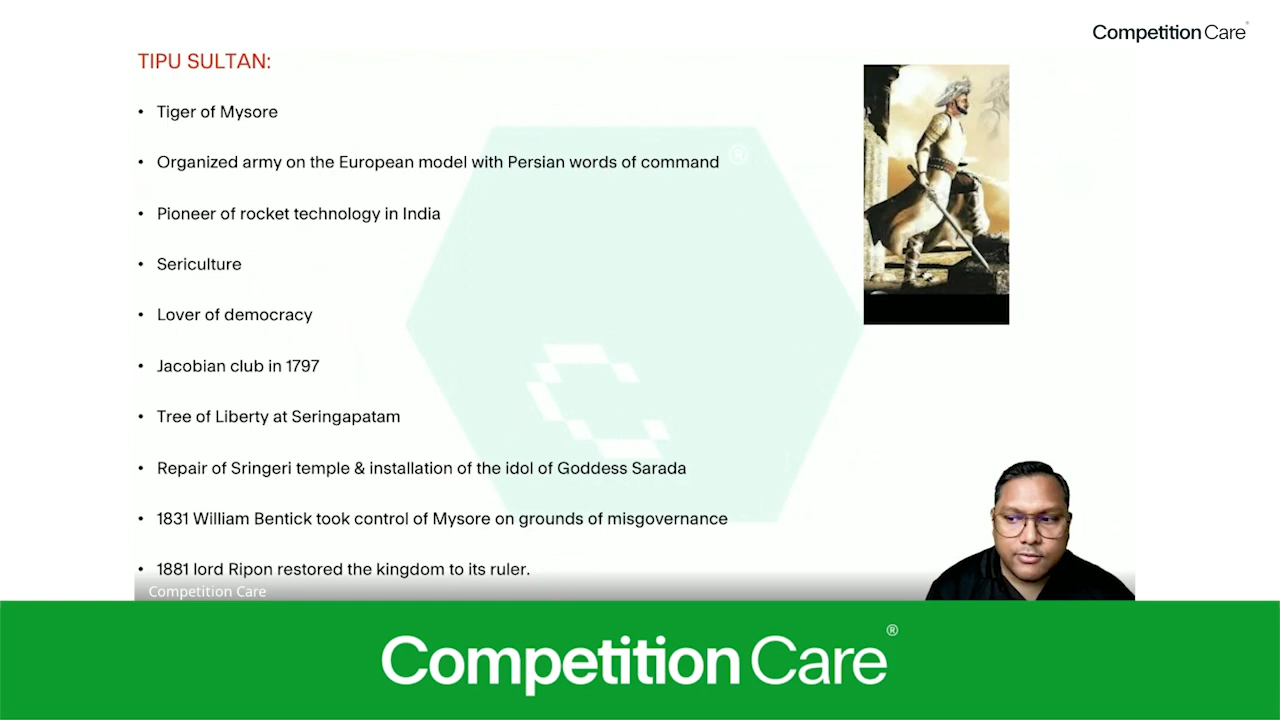 Competition Care
TIPU SULTAN:
• Tiger of Mysore
• Organized army on the European model with Persian words of command
• Pioneer of rocket technology in India
• Sericulture
• Lover of democracy
• Jacobian club in 1797
• Tree of Liberty at Seringapatam
• Repair of Sringeri temple & installation of the idol of Goddess Sarada
• 1831 William Bentick took control of Mysore on grounds of misgovernance
• 1881 lord Ripon restored the kingdom to its ruler.
Competition Care
Competition Care®